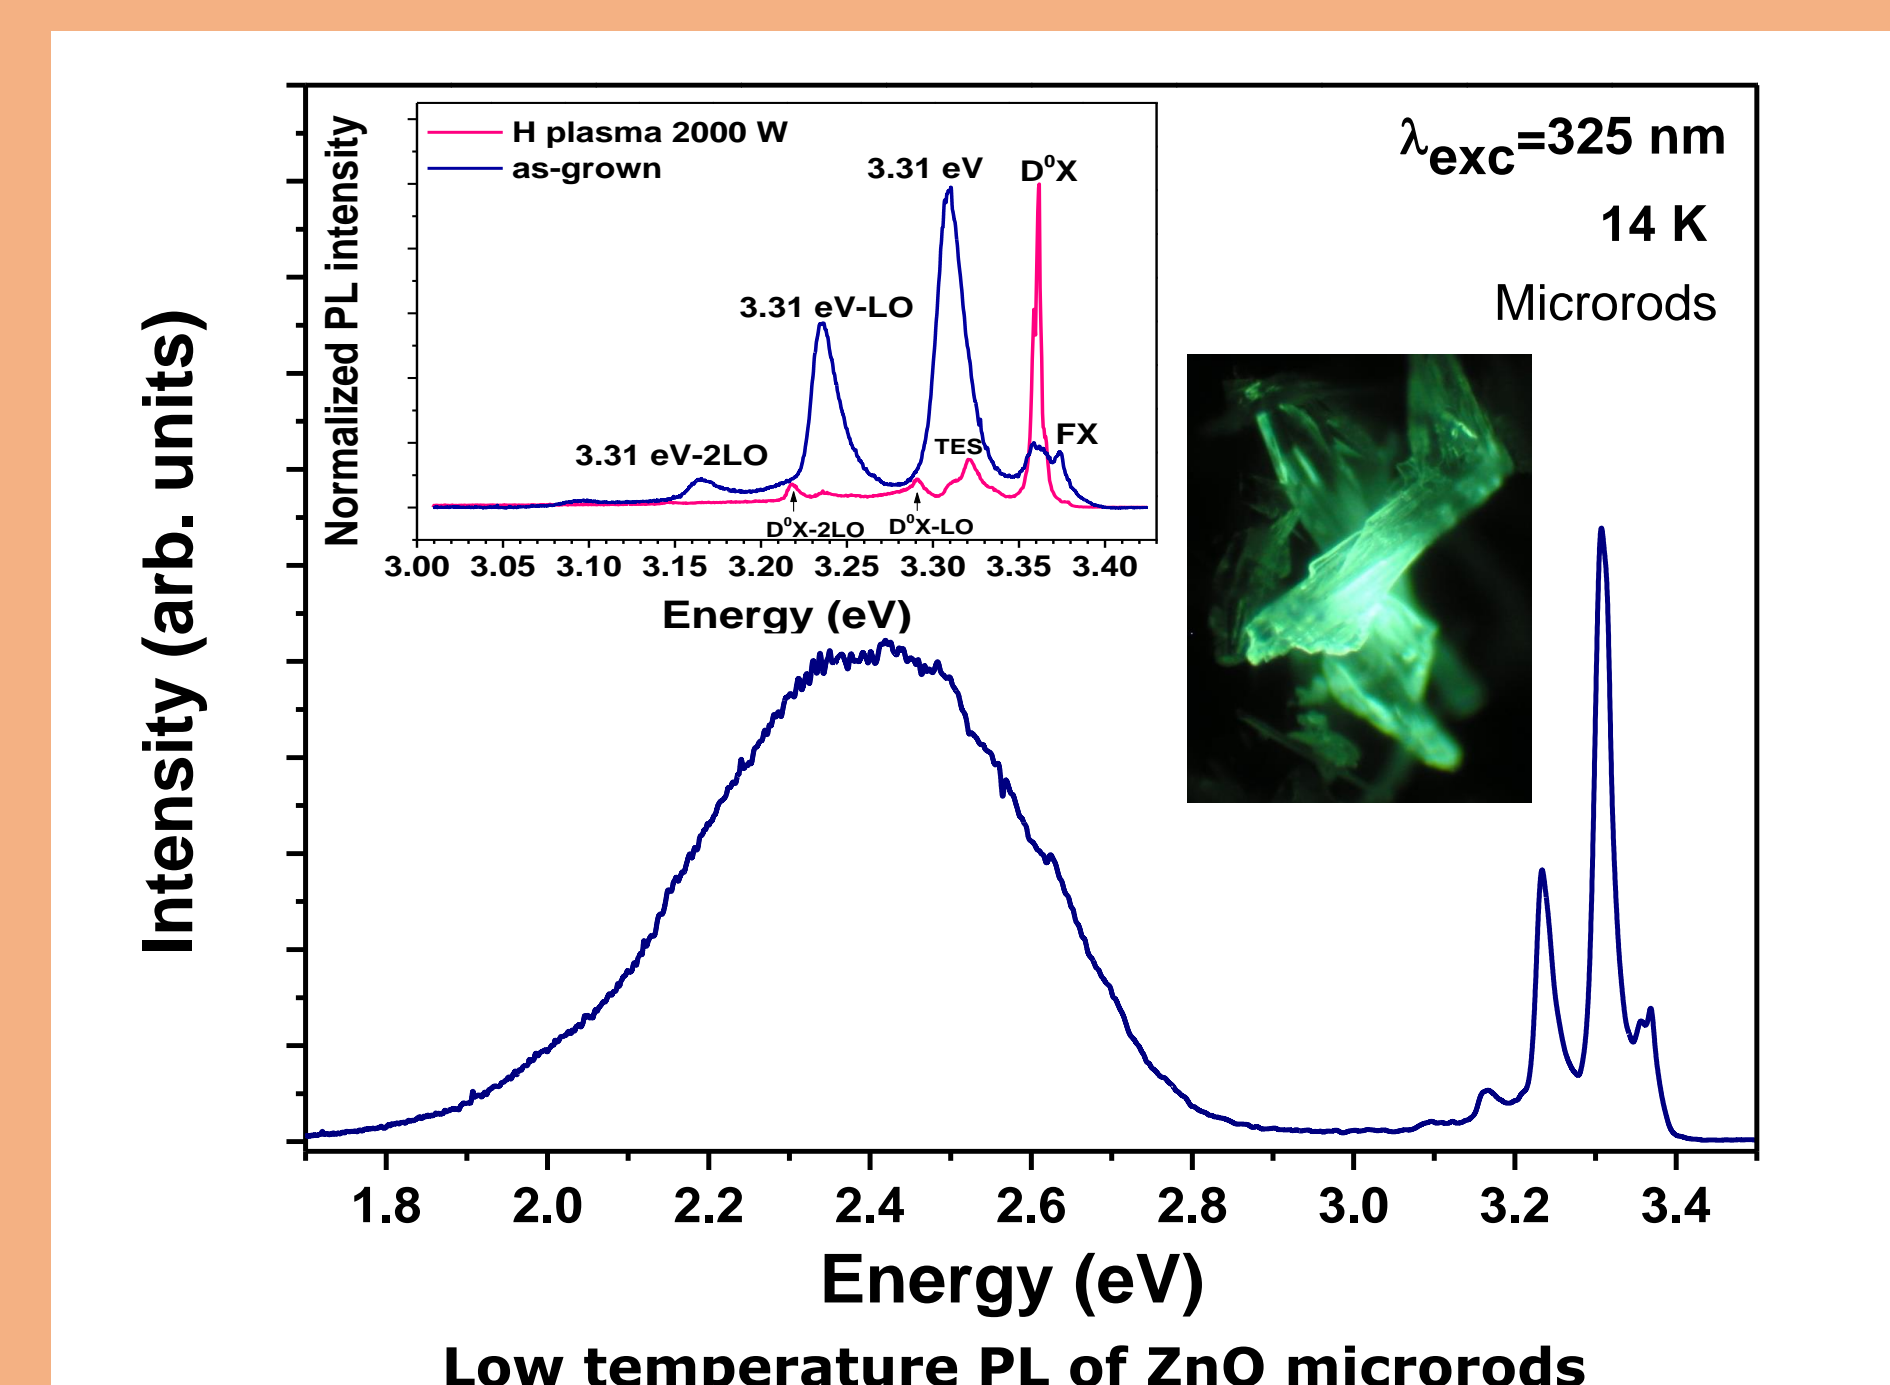 H plasma 2000 W
as-grown
Normalized PL intensity
3.31 eV
D⁰X
3.31 eV-LO
3.31 eV-2LO
TES
FX
D⁰X-2LO
D⁰X-LO
3.00 3.05 3.10 3.15 3.20 3.25 3.30 3.35 3.40
Energy (eV)
λexc=325 nm
14 K
Microrods
Intensity (arb. units)
1.8 2.0 2.2 2.4 2.6 2.8 3.0 3.2 3.4
Energy (eV)
Low temperature PL of ZnO microrods